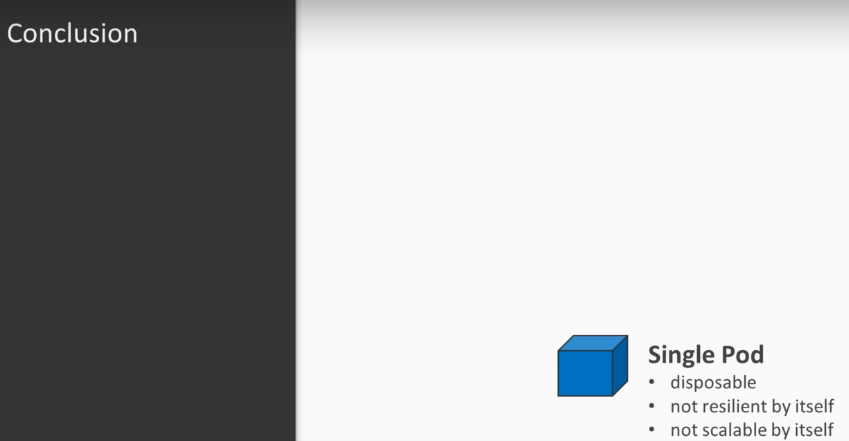 Conclusion
Single Pod
• disposable
• not resilient by itself
• not scalable by itself